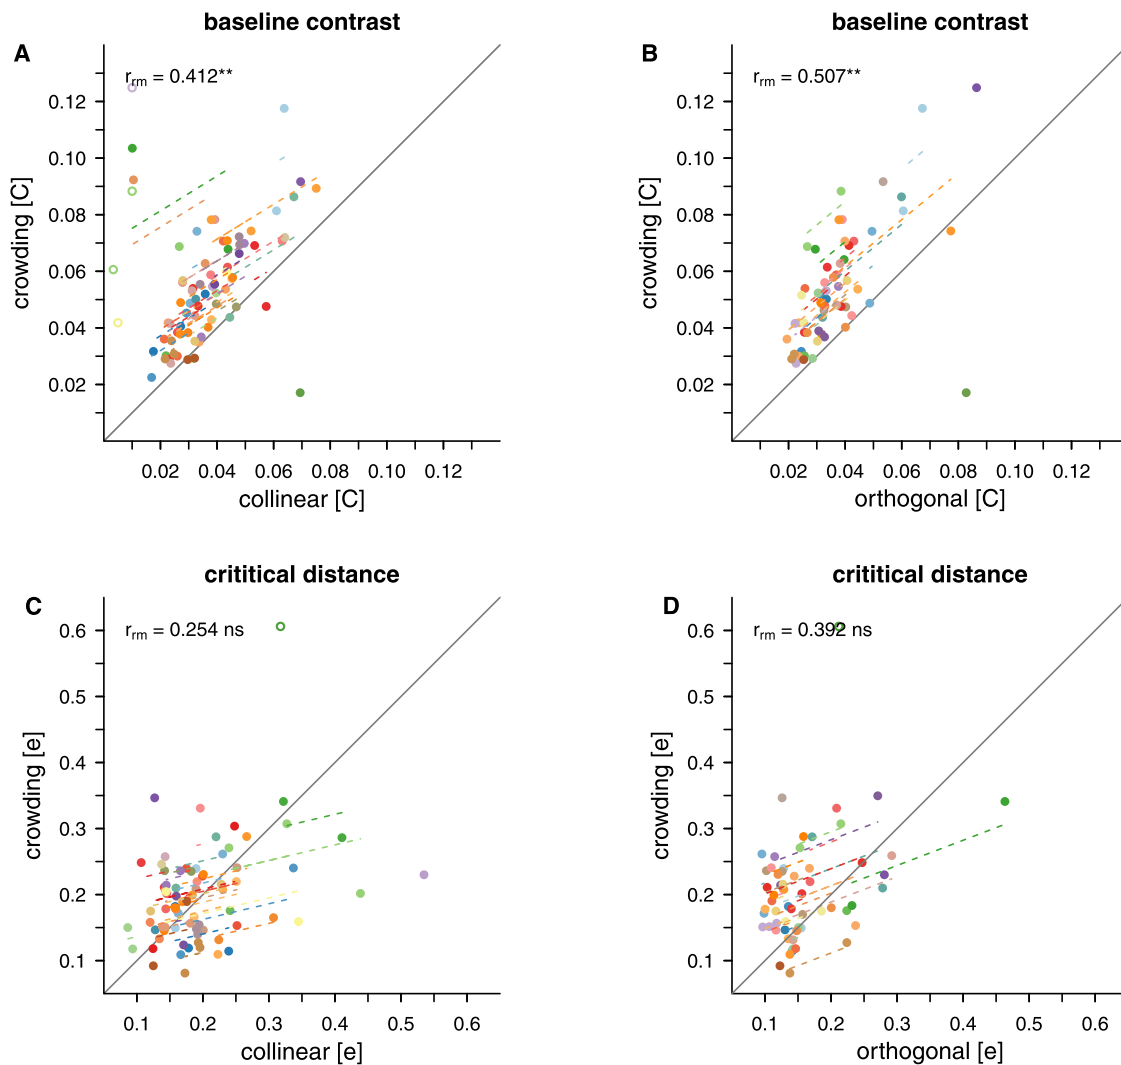 baseline contrast
A
r_rm = 0.412**
0.12
0.10
0.08
0.06
0.04
0.02
crowding [C]
0.02 0.04 0.06 0.08 0.10 0.12
collinear [C]
baseline contrast
B
r_rm = 0.507**
0.12
0.10
0.08
0.06
0.04
0.02
crowding [C]
0.02 0.04 0.06 0.08 0.10 0.12
orthogonal [C]
crititical distance
C
r_rm = 0.254 ns
0.6
0.5
0.4
0.3
0.2
0.1
crowding [e]
0.1 0.2 0.3 0.4 0.5 0.6
collinear [e]
crititical distance
D
r_rm = 0.392 ns
0.6
0.5
0.4
0.3
0.2
0.1
crowding [e]
0.1 0.2 0.3 0.4 0.5 0.6
orthogonal [e]